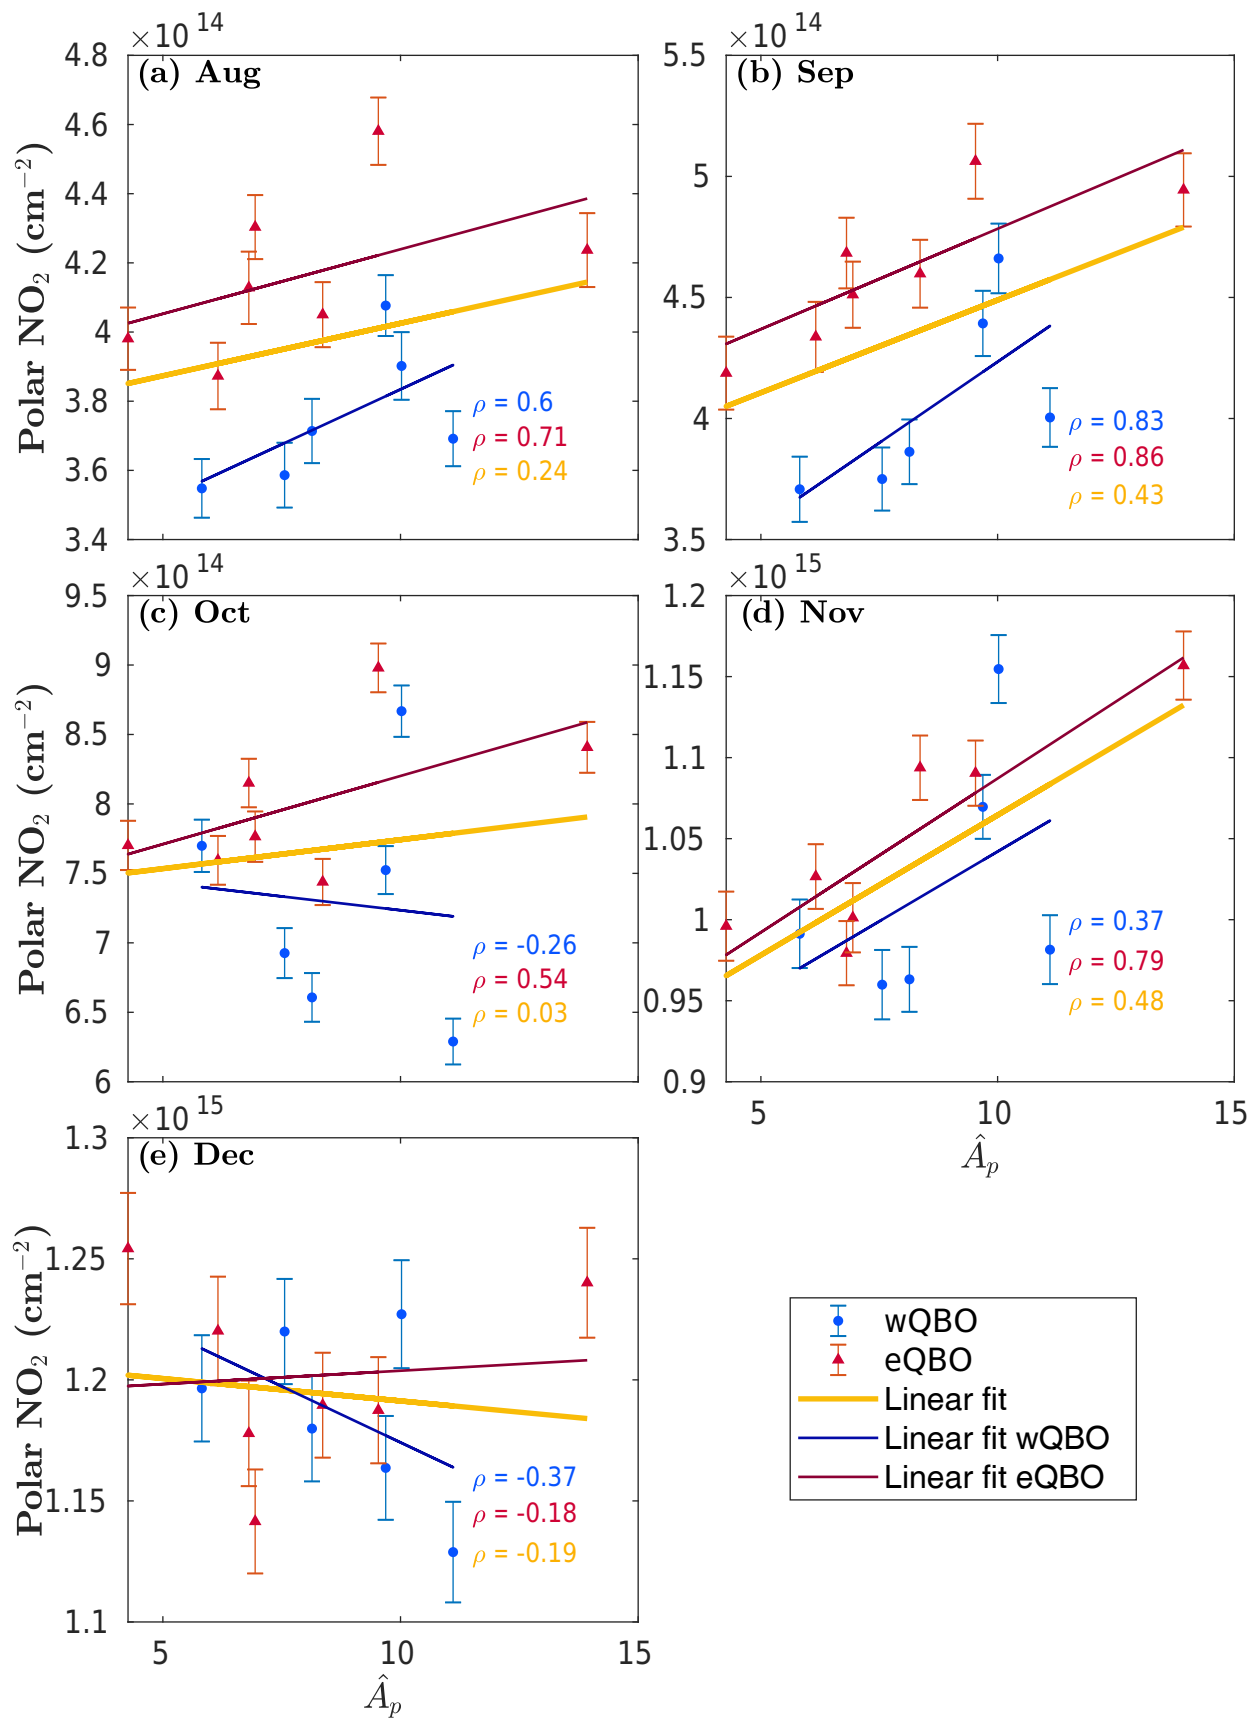 ×10 14
(a) Aug
Polar NO2 (cm−2)
4.8
4.6
4.4
4.2
4
3.8
3.6
3.4
ρ = 0.6
ρ = 0.71
ρ = 0.24
×10 14
(b) Sep
5.5
5
4.5
4
3.5
ρ = 0.83
ρ = 0.86
ρ = 0.43
×10 14
(c) Oct
Polar NO2 (cm−2)
9.5
9
8.5
8
7.5
7
6.5
6
ρ = -0.26
ρ = 0.54
ρ = 0.03
×10 15
(d) Nov
1.2
1.15
1.1
1.05
1
0.95
0.9
ρ = 0.37
ρ = 0.79
ρ = 0.48
5 10 15
Âp
×10 15
(e) Dec
Polar NO2 (cm−2)
1.3
1.25
1.2
1.15
1.1
ρ = -0.37
ρ = -0.18
ρ = -0.19
5 10 15
Âp
wQBO
eQBO
Linear fit
Linear fit wQBO
Linear fit eQBO